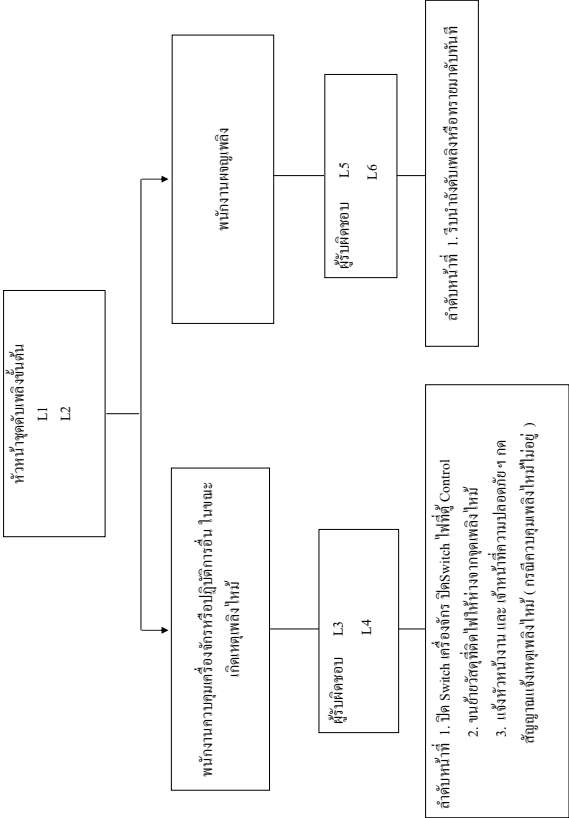 หัวหน้าชุดดับเพลิงขั้นต้น
L1
L2
พนักงานควบคุมเครื่องจักรหรือปฏิบัติการอื่น ในขณะ
เกิดเหตุเพลิงไหม้
ผู้รับผิดชอบ L3
L4
ลำดับหน้าที่ 1. ปิด Switch เครื่องจักร ปิดSwitch ไฟที่ตู้ Control
2. ขนย้ายวัสดุที่ติดไฟให้ห่างจากจุดเพลิงไหม้
3. แจ้งหัวหน้างาน และ เจ้าหน้าที่ความปลอดภัย ฯ กด
สัญญาณแจ้งเหตุเพลิงไหม้ ( กรณีควบคุมเพลิงไหม้ไม่อยู่ )
พนักงานผจญเพลิง
ผู้รับผิดชอบ L5
L6
ลำดับหน้าที่ 1. รีบนำถังดับเพลิงหรือทรายมาดับทันที